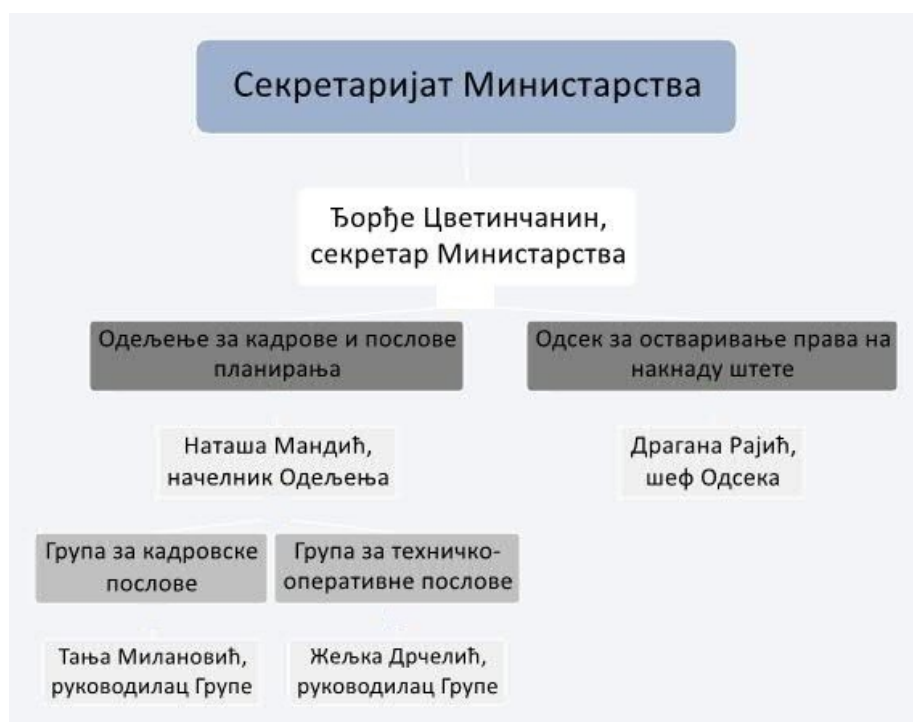 Секретаријат Министарства
Ђорђе Цветинчанин,
секретар Министарства
Одељење за кадрове и послове
планирања
Одсек за остваривање права на
накнаду штете
Наташа Мандић,
начелник Одељења
Драгана Рајић,
шеф Одсека
Група за кадровске
послове
Група за техничко-
оперативне послове
Тања Милановић,
руководилац Групе
Жељка Дрчелић,
руководилац Групе